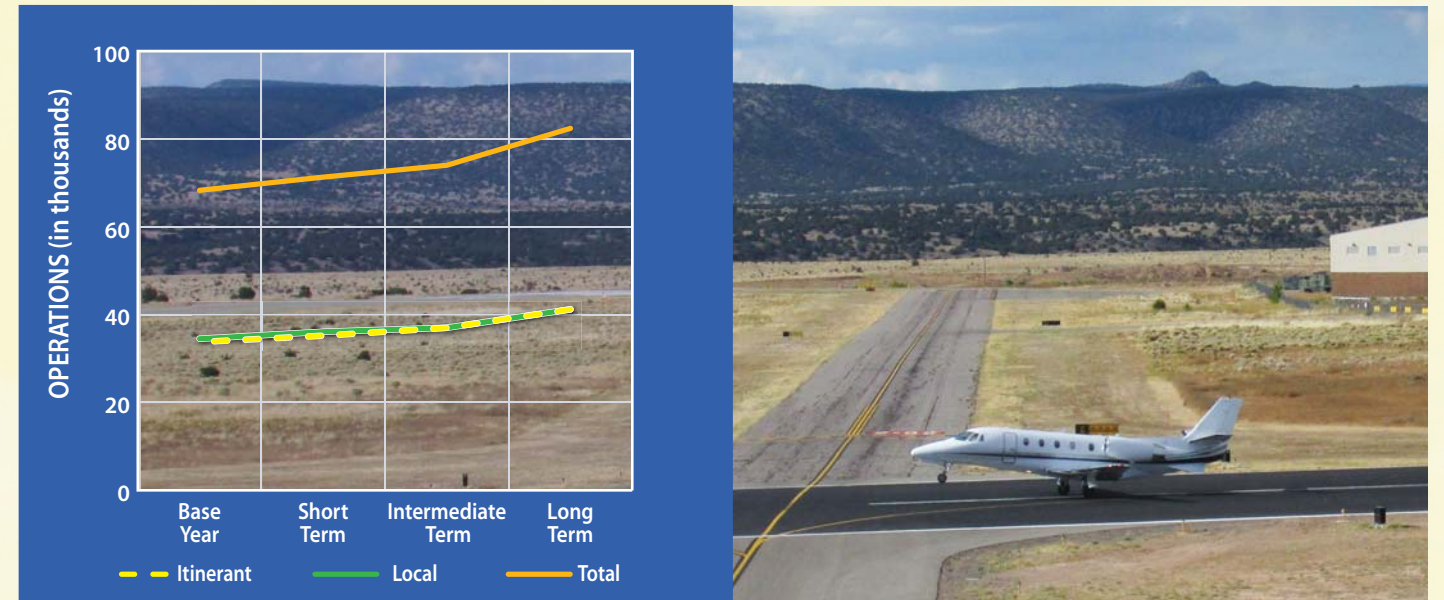 OPERATIONS (in thousands)
100
80
60
40
20
0
Base
Year
Short
Term
Intermediate
Term
Long
Term
Itinerant
Local
Total